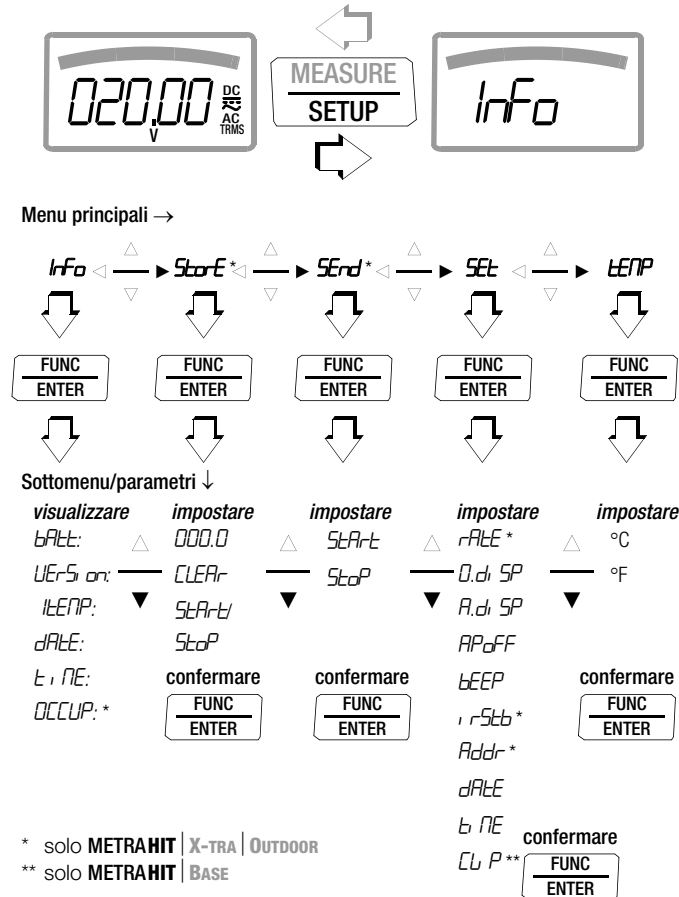 020.00 V DC AC TRMS
MEASURE
SETUP
InFo
Menu principali →
InFo StorE * SEnd * SEt tEMP
FUNC FUNC FUNC FUNC FUNC
ENTER ENTER ENTER ENTER ENTER
Sottomenu/parametri ↓
visualizzare impostare impostare impostare impostare
bAtt: 000.0 StArt rAtE * °C
VErSion: CLEAr StoP 0.diSP °F
ItEMP: StArt/ A.diSP
dAtE: StoP APoFF
tiME: confermare confermare bEEP confermare
OCCUP: * FUNC FUNC irStb * FUNC
ENTER ENTER Addr * ENTER
dAtE
tiME
CLiP ** confermare
FUNC
ENTER
* solo METRAHIT | X-TRA | OUTDOOR
** solo METRAHIT | BASE